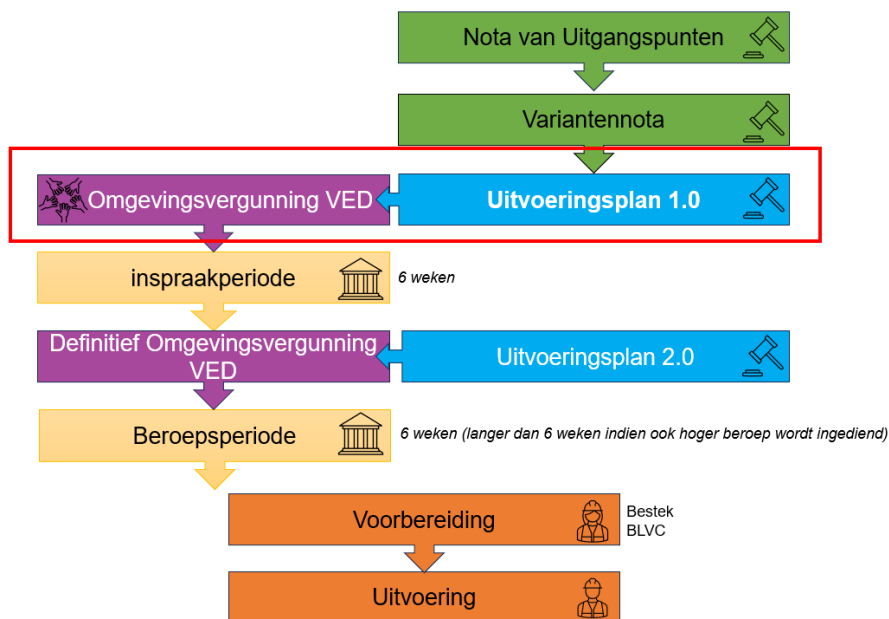 Nota van Uitgangspunten
Variantennota
Omgevingsvergunning VED
Uitvoeringsplan 1.0
inspraakperiode
6 weken
Definitief Omgevingsvergunning
VED
Uitvoeringsplan 2.0
Beroepsperiode
6 weken (langer dan 6 weken indien ook hoger beroep wordt ingediend)
Voorbereiding
Bestek
BLVC
Uitvoering